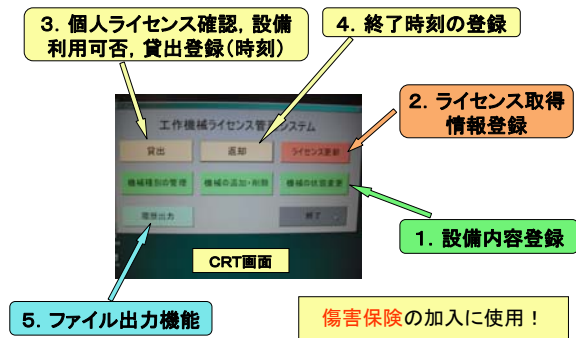 3. 個人ライセンス確認, 設備
利用可否, 貸出登録(時刻)
4. 終了時刻の登録
2. ライセンス取得
情報登録
工作機械ライセンス管理システム
貸出
返却
ライセンス更新
機械種別の管理
機械の追加・削除
機械の状態変更
履歴出力
終了
CRT画面
1. 設備内容登録
5. ファイル出力機能
傷害保険の加入に使用!